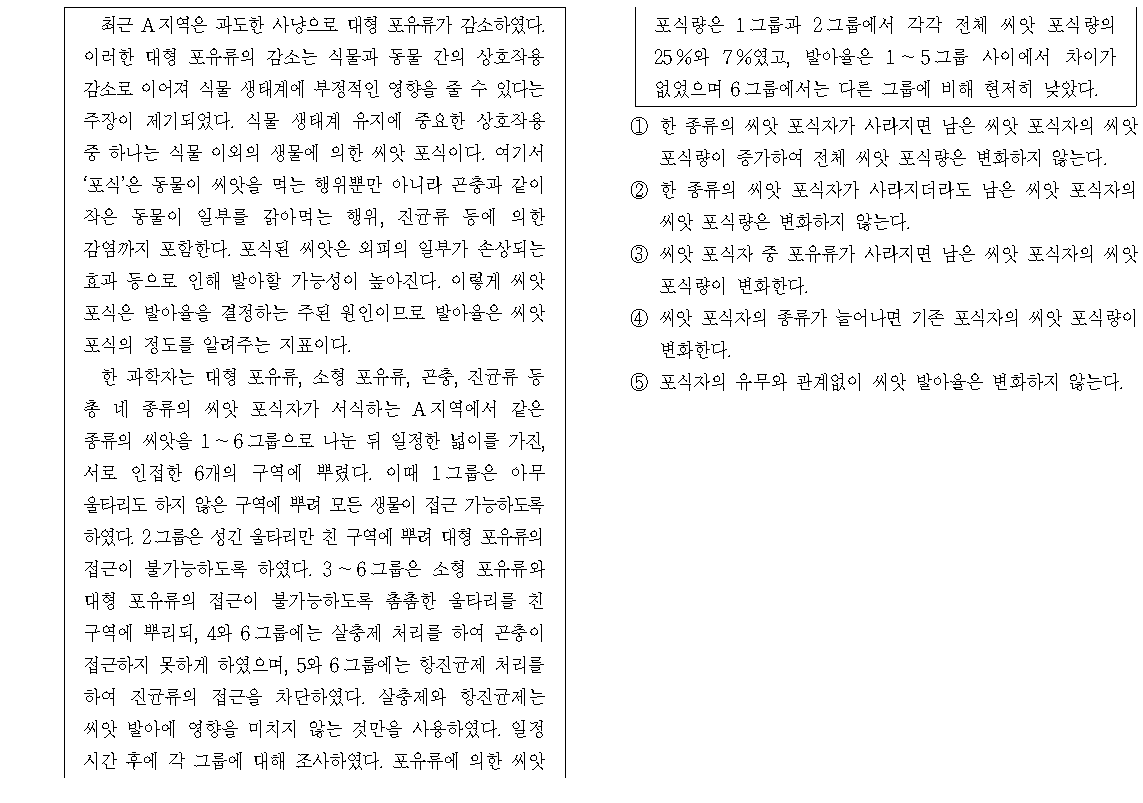 최근 A지역은 과도한 사냥으로 대형 포유류가 감소하였다.
이러한 대형 포유류의 감소는 식물과 동물 간의 상호작용
감소로 이어져 식물 생태계에 부정적인 영향을 줄 수 있다는
주장이 제기되었다. 식물 생태계 유지에 중요한 상호작용
중 하나는 식물 이외의 생물에 의한 씨앗 포식이다. 여기서
‘포식’은 동물이 씨앗을 먹는 행위뿐만 아니라 곤충과 같이
작은 동물이 일부를 갉아먹는 행위, 진균류 등에 의한
감염까지 포함한다. 포식된 씨앗은 외피의 일부가 손상되는
효과 등으로 인해 발아할 가능성이 높아진다. 이렇게 씨앗
포식은 발아율을 결정하는 주된 원인이므로 발아율은 씨앗
포식의 정도를 알려주는 지표이다.
한 과학자는 대형 포유류, 소형 포유류, 곤충, 진균류 등
총 네 종류의 씨앗 포식자가 서식하는 A지역에서 같은
종류의 씨앗을 1～6그룹으로 나눈 뒤 일정한 넓이를 가진,
서로 인접한 6개의 구역에 뿌렸다. 이때 1그룹은 아무
울타리도 하지 않은 구역에 뿌려 모든 생물이 접근 가능하도록
하였다. 2그룹은 성긴 울타리만 친 구역에 뿌려 대형 포유류의
접근이 불가능하도록 하였다. 3～6그룹은 소형 포유류와
대형 포유류의 접근이 불가능하도록 촘촘한 울타리를 친
구역에 뿌리되, 4와 6그룹에는 살충제 처리를 하여 곤충이
접근하지 못하게 하였으며, 5와 6그룹에는 항진균제 처리를
하여 진균류의 접근을 차단하였다. 살충제와 항진균제는
씨앗 발아에 영향을 미치지 않는 것만을 사용하였다. 일정
시간 후에 각 그룹에 대해 조사하였다. 포유류에 의한 씨앗
포식량은 1그룹과 2그룹에서 각각 전체 씨앗 포식량의
25%와 7%였고, 발아율은 1～5그룹 사이에서 차이가
없었으며 6그룹에서는 다른 그룹에 비해 현저히 낮았다.
① 한 종류의 씨앗 포식자가 사라지면 남은 씨앗 포식자의 씨앗
포식량이 증가하여 전체 씨앗 포식량은 변화하지 않는다.
② 한 종류의 씨앗 포식자가 사라지더라도 남은 씨앗 포식자의
씨앗 포식량은 변화하지 않는다.
③ 씨앗 포식자 중 포유류가 사라지면 남은 씨앗 포식자의 씨앗
포식량이 변화한다.
④ 씨앗 포식자의 종류가 늘어나면 기존 포식자의 씨앗 포식량이
변화한다.
⑤ 포식자의 유무와 관계없이 씨앗 발아율은 변화하지 않는다.